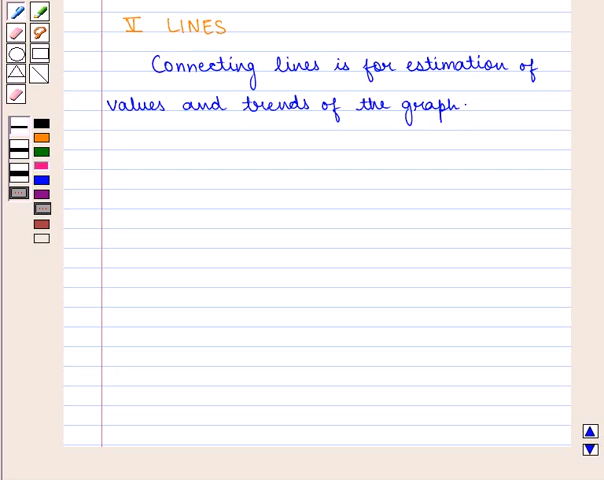 V LINES
Connecting lines is for estimation of
values and trends of the graph.